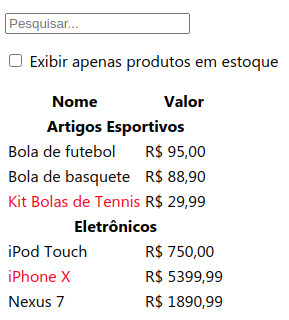 Pesquisar...
Exibir apenas produtos em estoque
Nome Valor
Artigos Esportivos
Bola de futebol R$ 95,00
Bola de basquete R$ 88,90
Kit Bolas de Tennis R$ 29,99
Eletrônicos
iPod Touch R$ 750,00
iPhone X R$ 5399,99
Nexus 7 R$ 1890,99